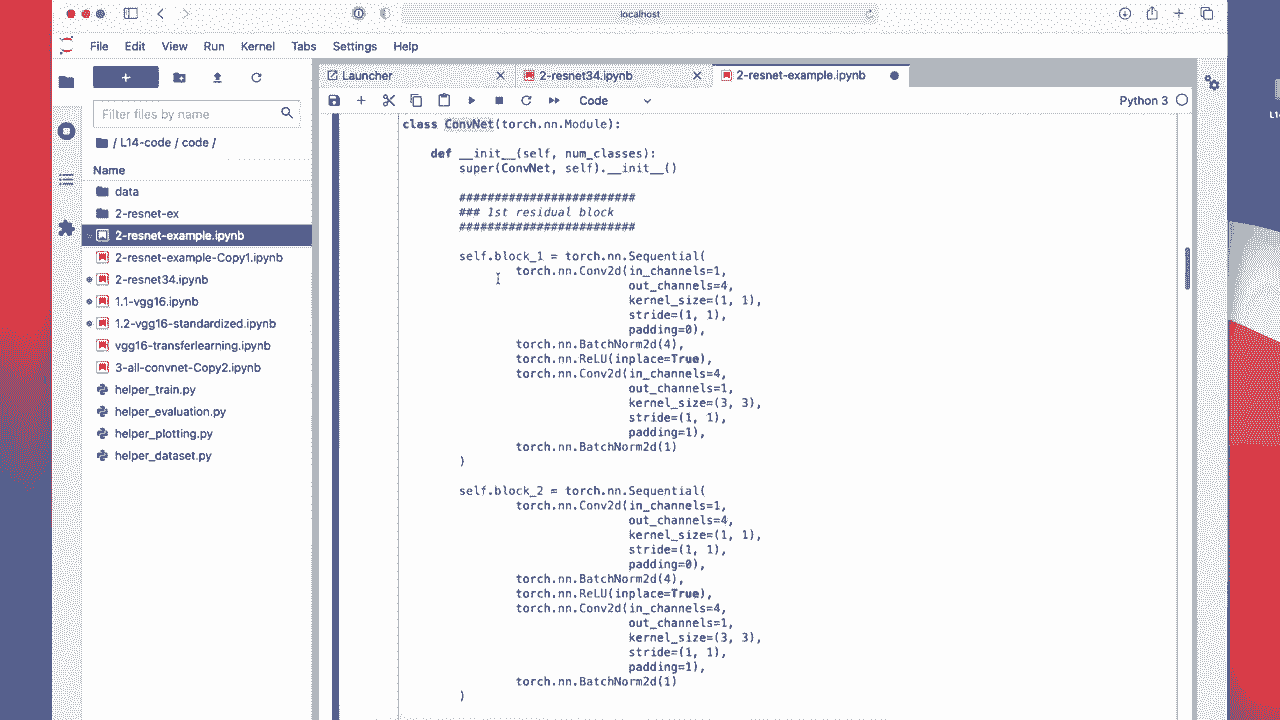 localhost
File Edit View Run Kernel Tabs Settings Help
Launcher
2-resnet34.ipynb
2-resnet-example.ipynb
Code
Python 3
Filter files by name
/ L14-code / code /
Name
data
2-resnet-ex
2-resnet-example.ipynb
2-resnet-example-Copy1.ipynb
2-resnet34.ipynb
1.1-vgg16.ipynb
1.2-vgg16-standardized.ipynb
vgg16-transferlearning.ipynb
3-all-convnet-Copy2.ipynb
helper_train.py
helper_evaluation.py
helper_plotting.py
helper_dataset.py
class ConvNet(torch.nn.Module):
def __init__(self, num_classes):
super(ConvNet, self).__init__()
#########################
### 1st residual block
#########################
self.block_1 = torch.nn.Sequential(
torch.nn.Conv2d(in_channels=1,
out_channels=4,
kernel_size=(1, 1),
stride=(1, 1),
padding=0),
torch.nn.BatchNorm2d(4),
torch.nn.ReLU(inplace=True),
torch.nn.Conv2d(in_channels=4,
out_channels=1,
kernel_size=(3, 3),
stride=(1, 1),
padding=1),
torch.nn.BatchNorm2d(1)
)
self.block_2 = torch.nn.Sequential(
torch.nn.Conv2d(in_channels=1,
out_channels=4,
kernel_size=(1, 1),
stride=(1, 1),
padding=0),
torch.nn.BatchNorm2d(4),
torch.nn.ReLU(inplace=True),
torch.nn.Conv2d(in_channels=4,
out_channels=1,
kernel_size=(3, 3),
stride=(1, 1),
padding=1),
torch.nn.BatchNorm2d(1)
)